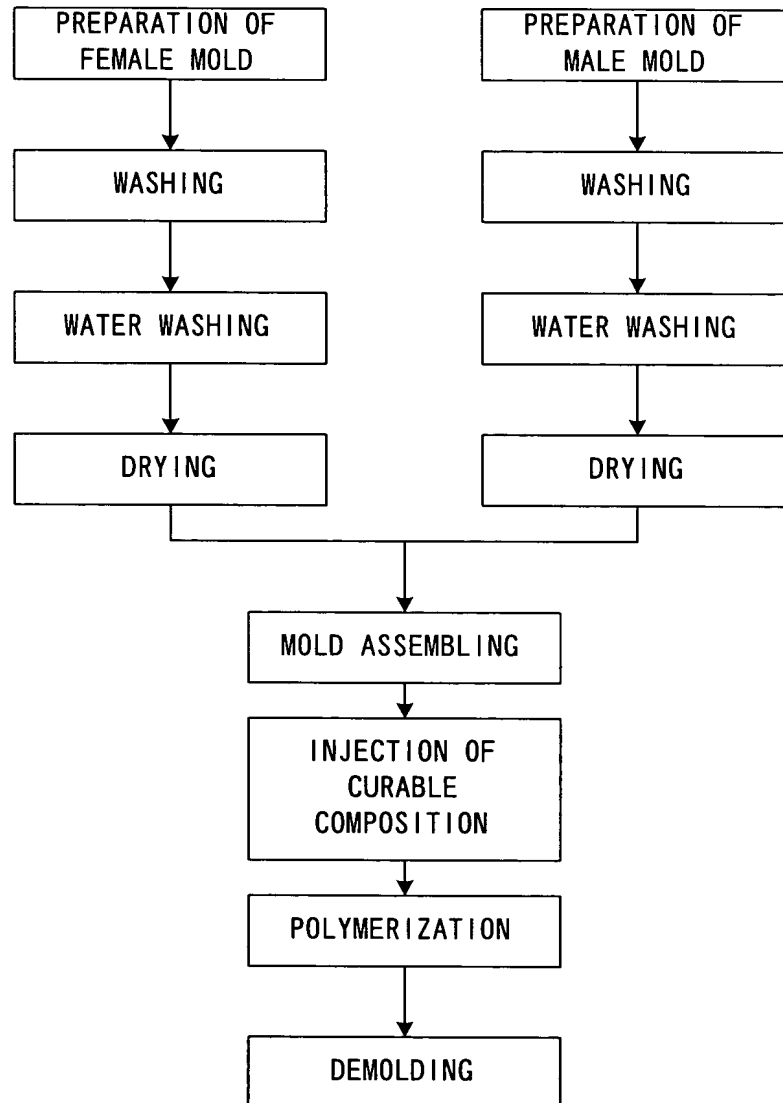 PREPARATION OF
FEMALE MOLD
WASHING
WATER WASHING
DRYING
PREPARATION OF
MALE MOLD
WASHING
WATER WASHING
DRYING
MOLD ASSEMBLING
INJECTION OF
CURABLE
COMPOSITION
POLYMERIZATION
DEMOLDING